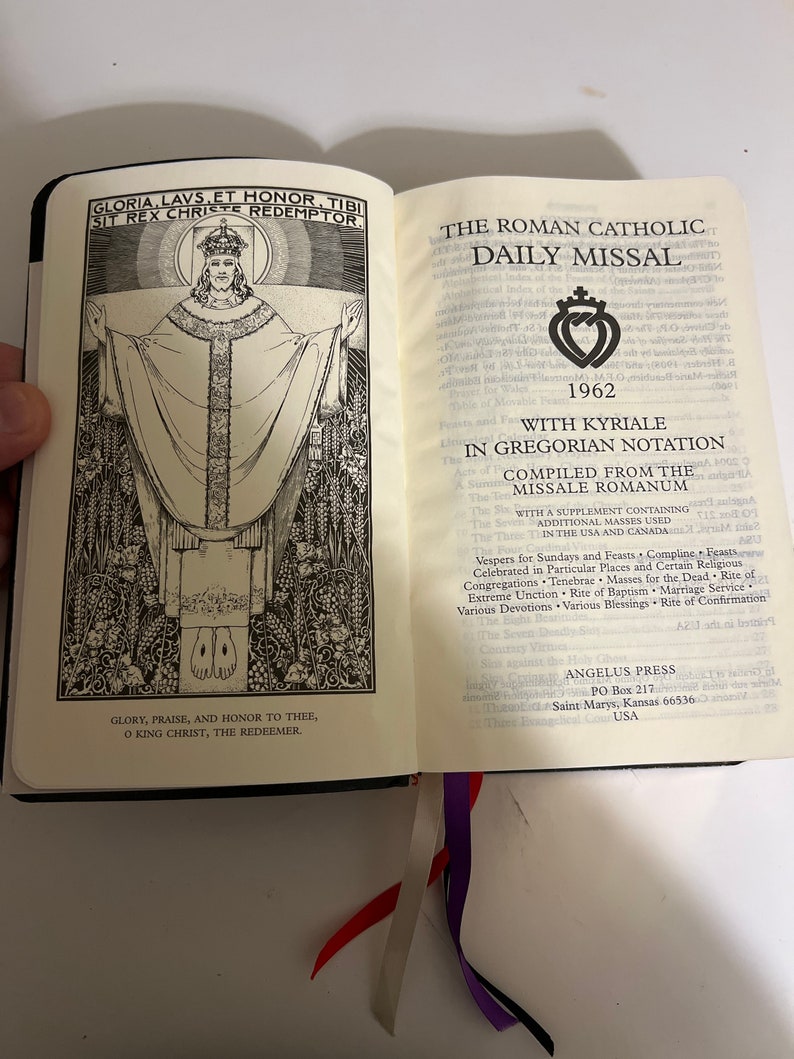 GLORIA, LAVS, ET HONOR, TIBI
SIT REX CHRISTE REDEMPTOR.
GLORY, PRAISE, AND HONOR TO THEE,
O KING CHRIST, THE REDEEMER.
THE ROMAN CATHOLIC
DAILY MISSAL
1962
WITH KYRIALE
IN GREGORIAN NOTATION
COMPILED FROM THE
MISSALE ROMANUM
WITH A SUPPLEMENT CONTAINING
ADDITIONAL MASSES USED
IN THE USA AND CANADA
Vespers for Sundays and Feasts • Compline • Feasts
Celebrated in Particular Places and Certain Religious
Congregations • Tenebrae • Masses for the Dead • Rite of
Extreme Unction • Rite of Baptism • Marriage Service •
Various Devotions • Various Blessings • Rite of Confirmation
ANGELUS PRESS
PO Box 217
Saint Marys, Kansas 66536
USA